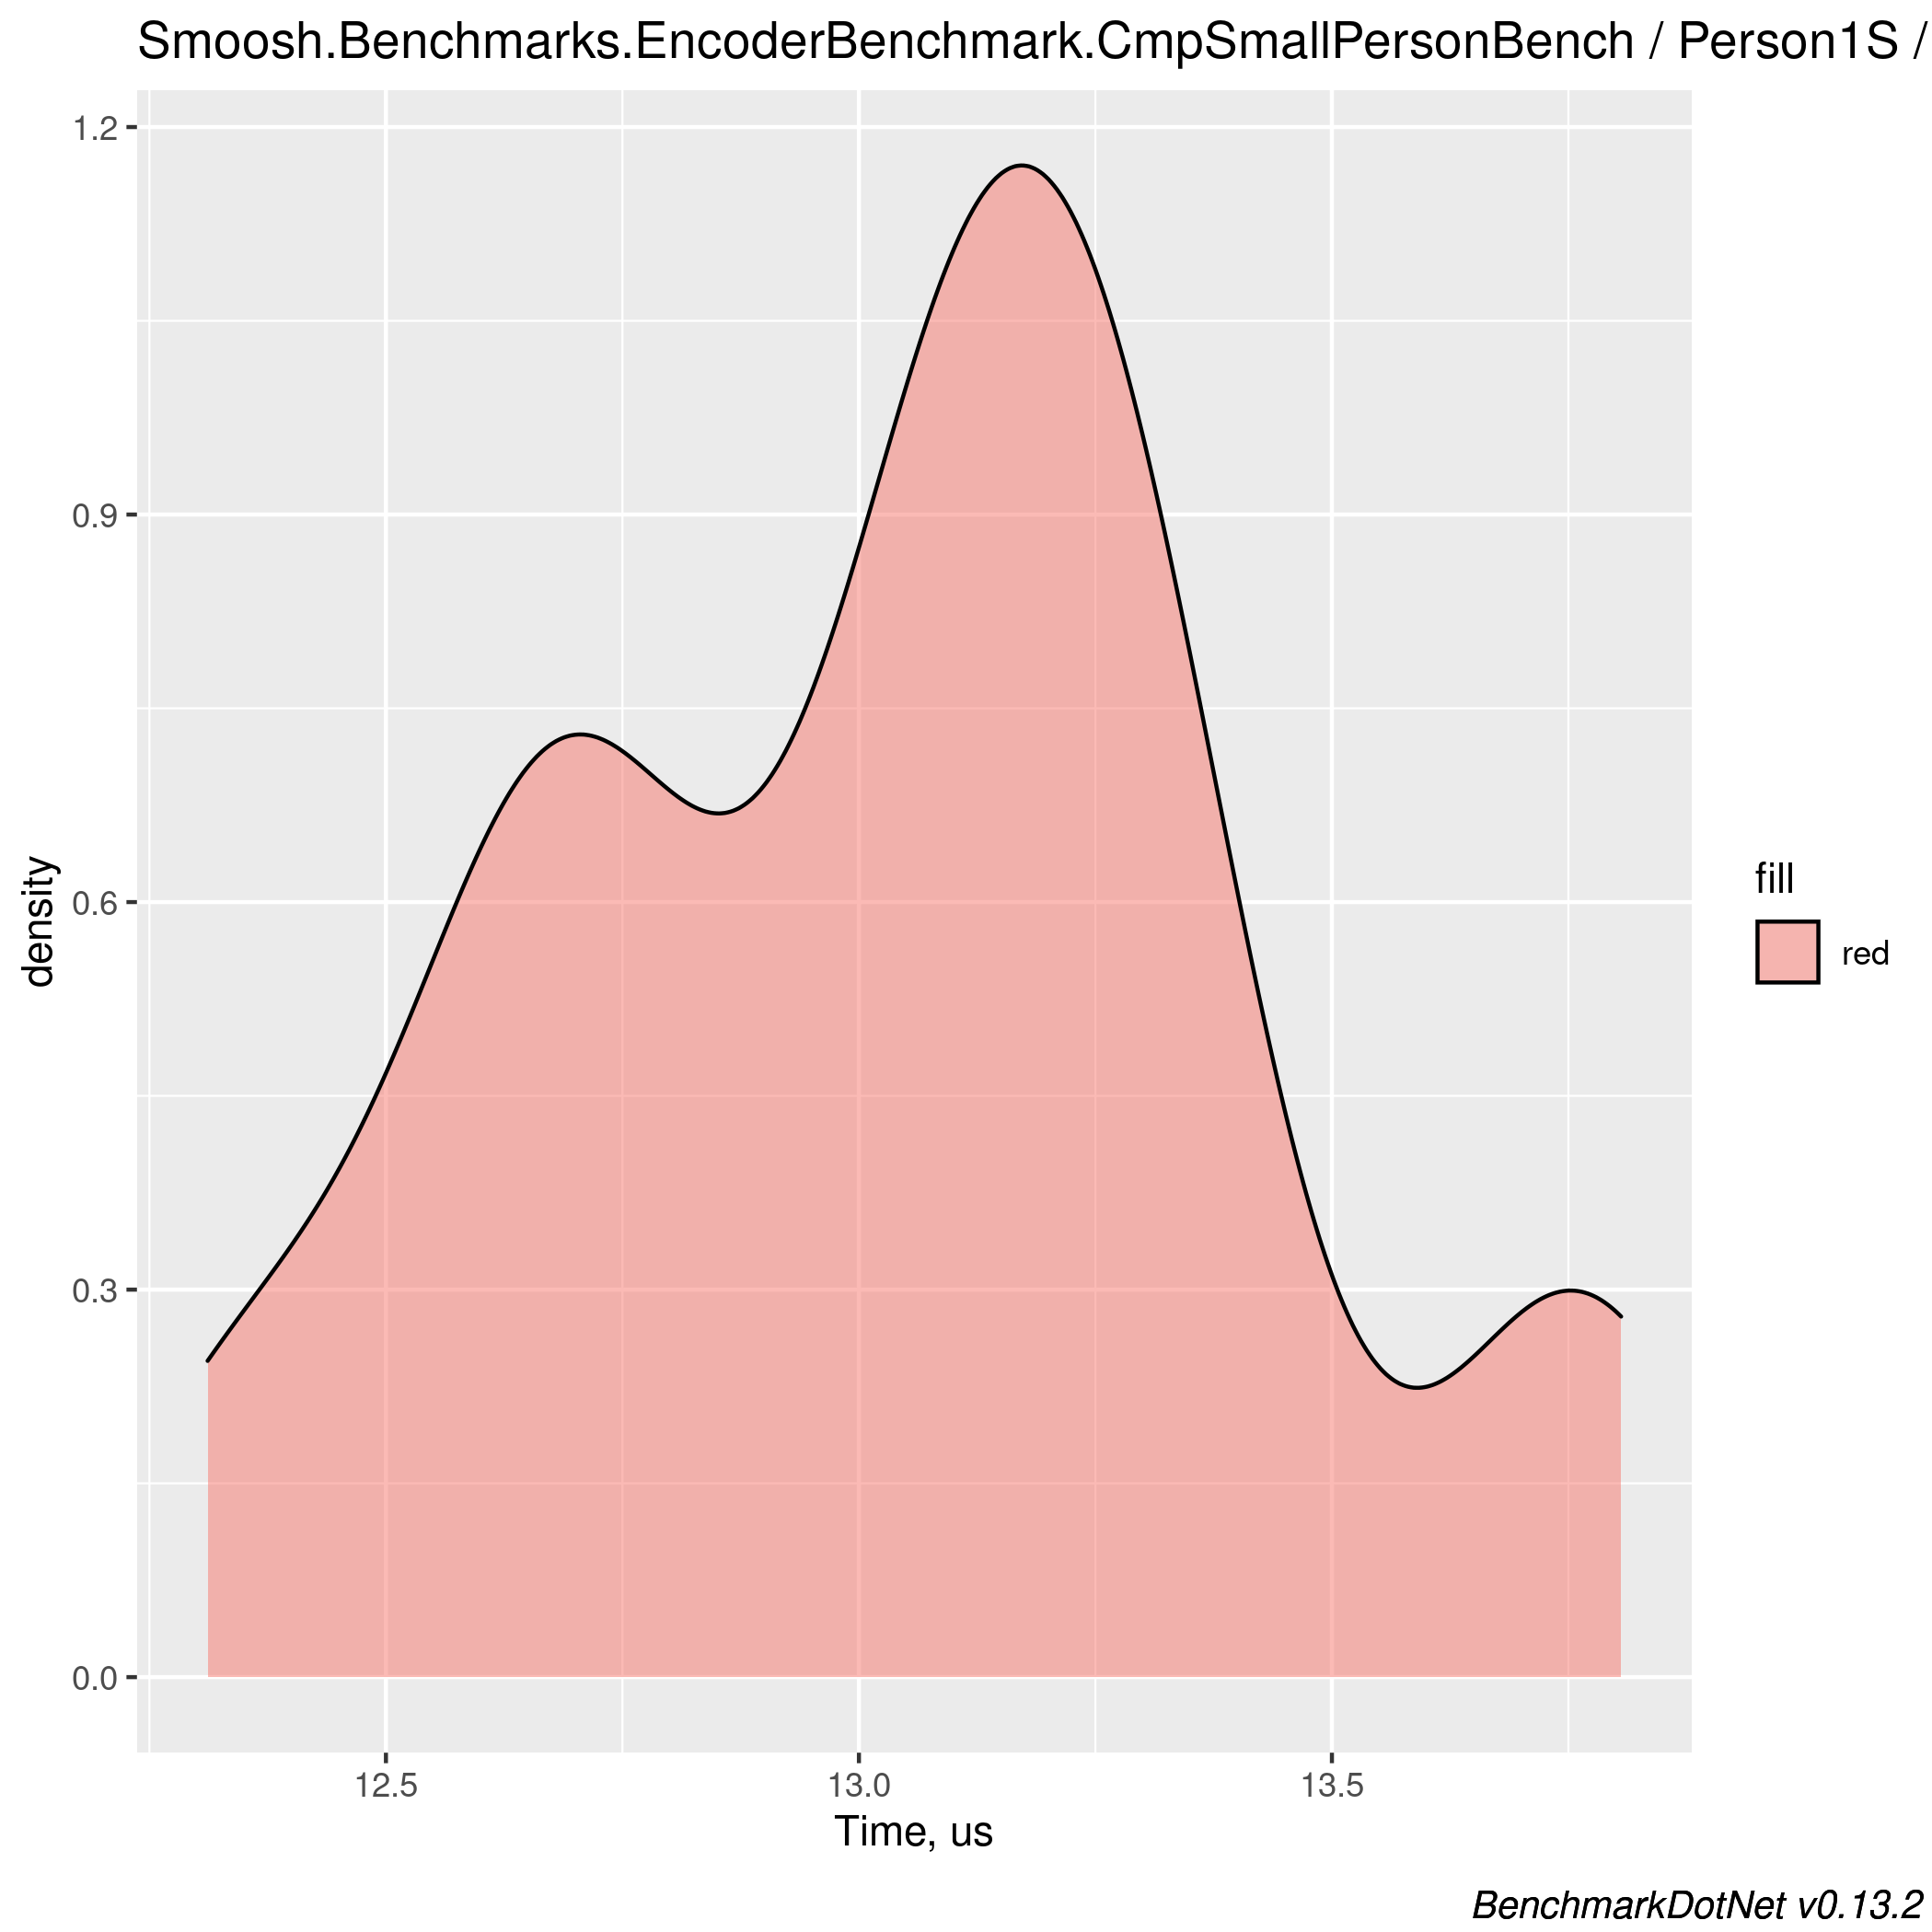 Smoosh.Benchmarks.EncoderBenchmark.CmpSmallPersonBench / Person1S /
1.2
0.9
0.6
0.3
0.0
density
12.5 13.0 13.5
Time, us
fill
red
BenchmarkDotNet v0.13.2